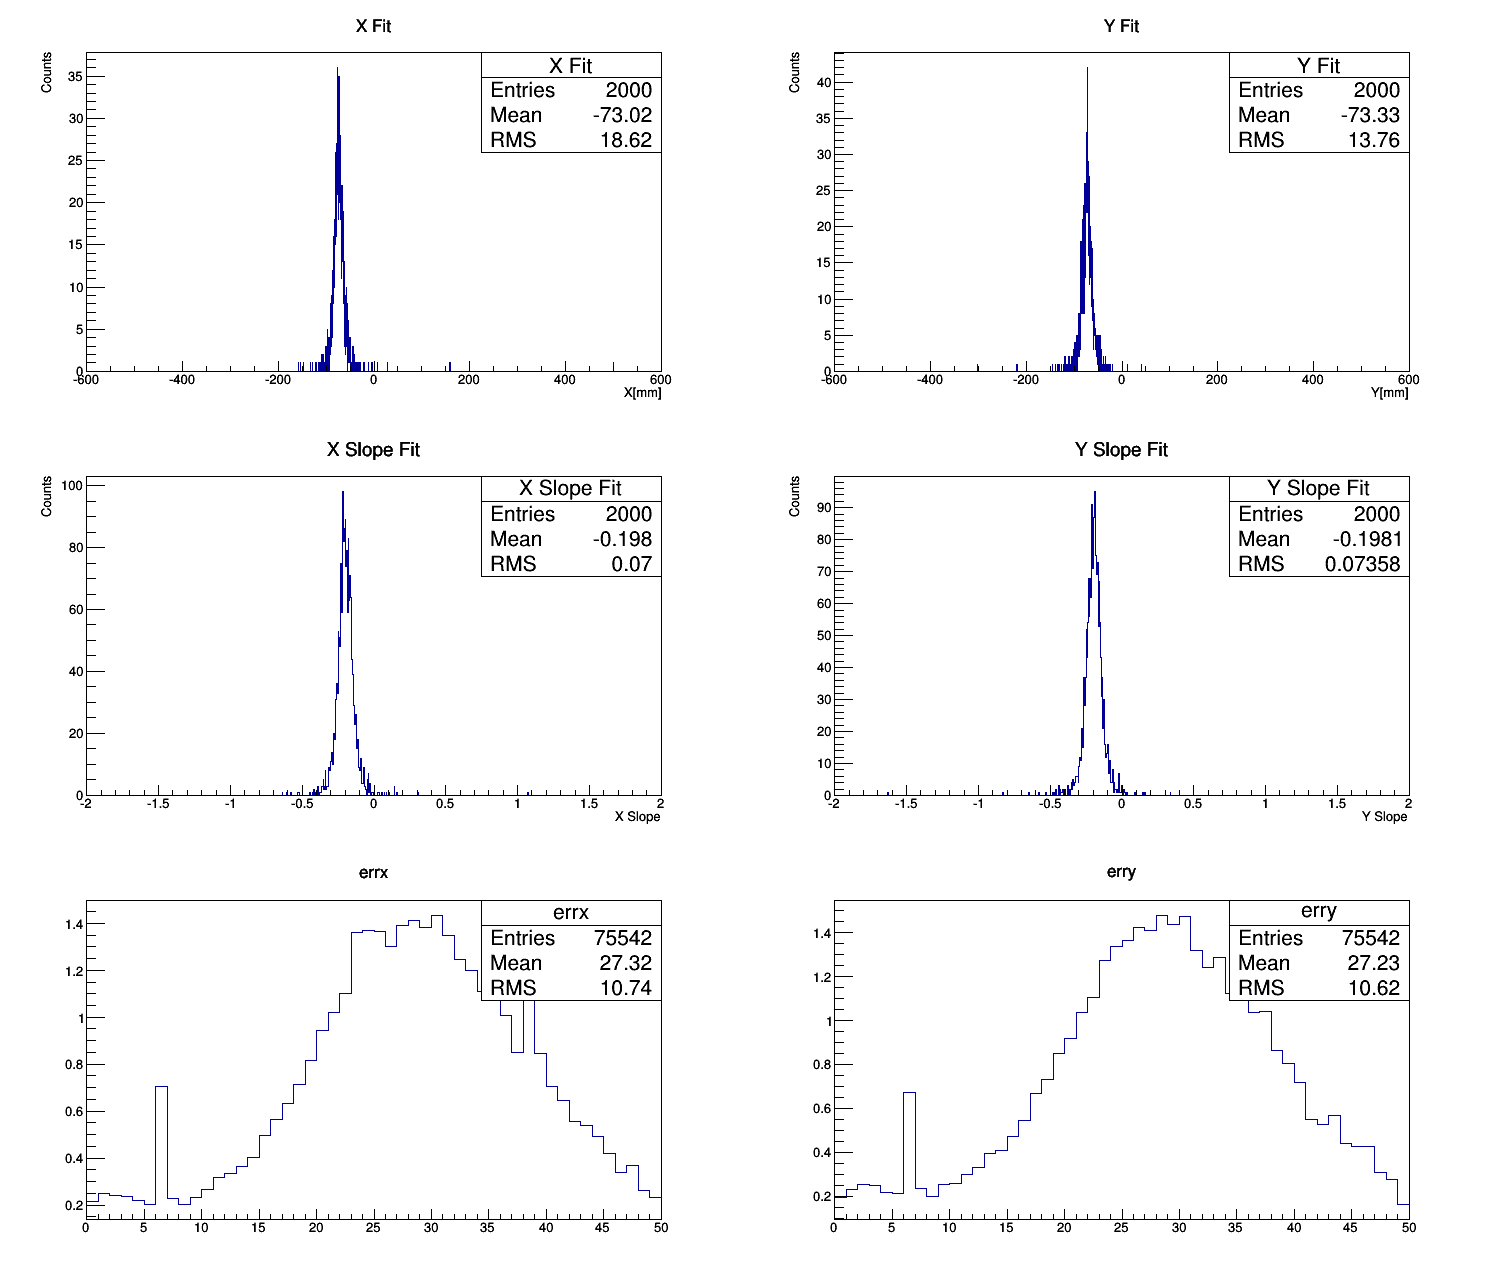 X Fit
Counts
X Fit
Entries 2000
Mean -73.02
RMS 18.62
35
30
25
20
15
10
5
0
-600 -400 -200 0 200 400 600
X[mm]
Y Fit
Counts
Y Fit
Entries 2000
Mean -73.33
RMS 13.76
40
35
30
25
20
15
10
5
0
-600 -400 -200 0 200 400 600
Y[mm]
X Slope Fit
Counts
X Slope Fit
Entries 2000
Mean -0.198
RMS 0.07
100
80
60
40
20
0
-2 -1.5 -1 -0.5 0 0.5 1 1.5 2
X Slope
Y Slope Fit
Counts
Y Slope Fit
Entries 2000
Mean -0.1981
RMS 0.07358
90
80
70
60
50
40
30
20
10
0
-2 -1.5 -1 -0.5 0 0.5 1 1.5 2
Y Slope
errx
errx
Entries 75542
Mean 27.32
RMS 10.74
1.4
1.2
1
0.8
0.6
0.4
0.2
0 5 10 15 20 25 30 35 40 45 50
erry
erry
Entries 75542
Mean 27.23
RMS 10.62
1.4
1.2
1
0.8
0.6
0.4
0.2
0 5 10 15 20 25 30 35 40 45 50